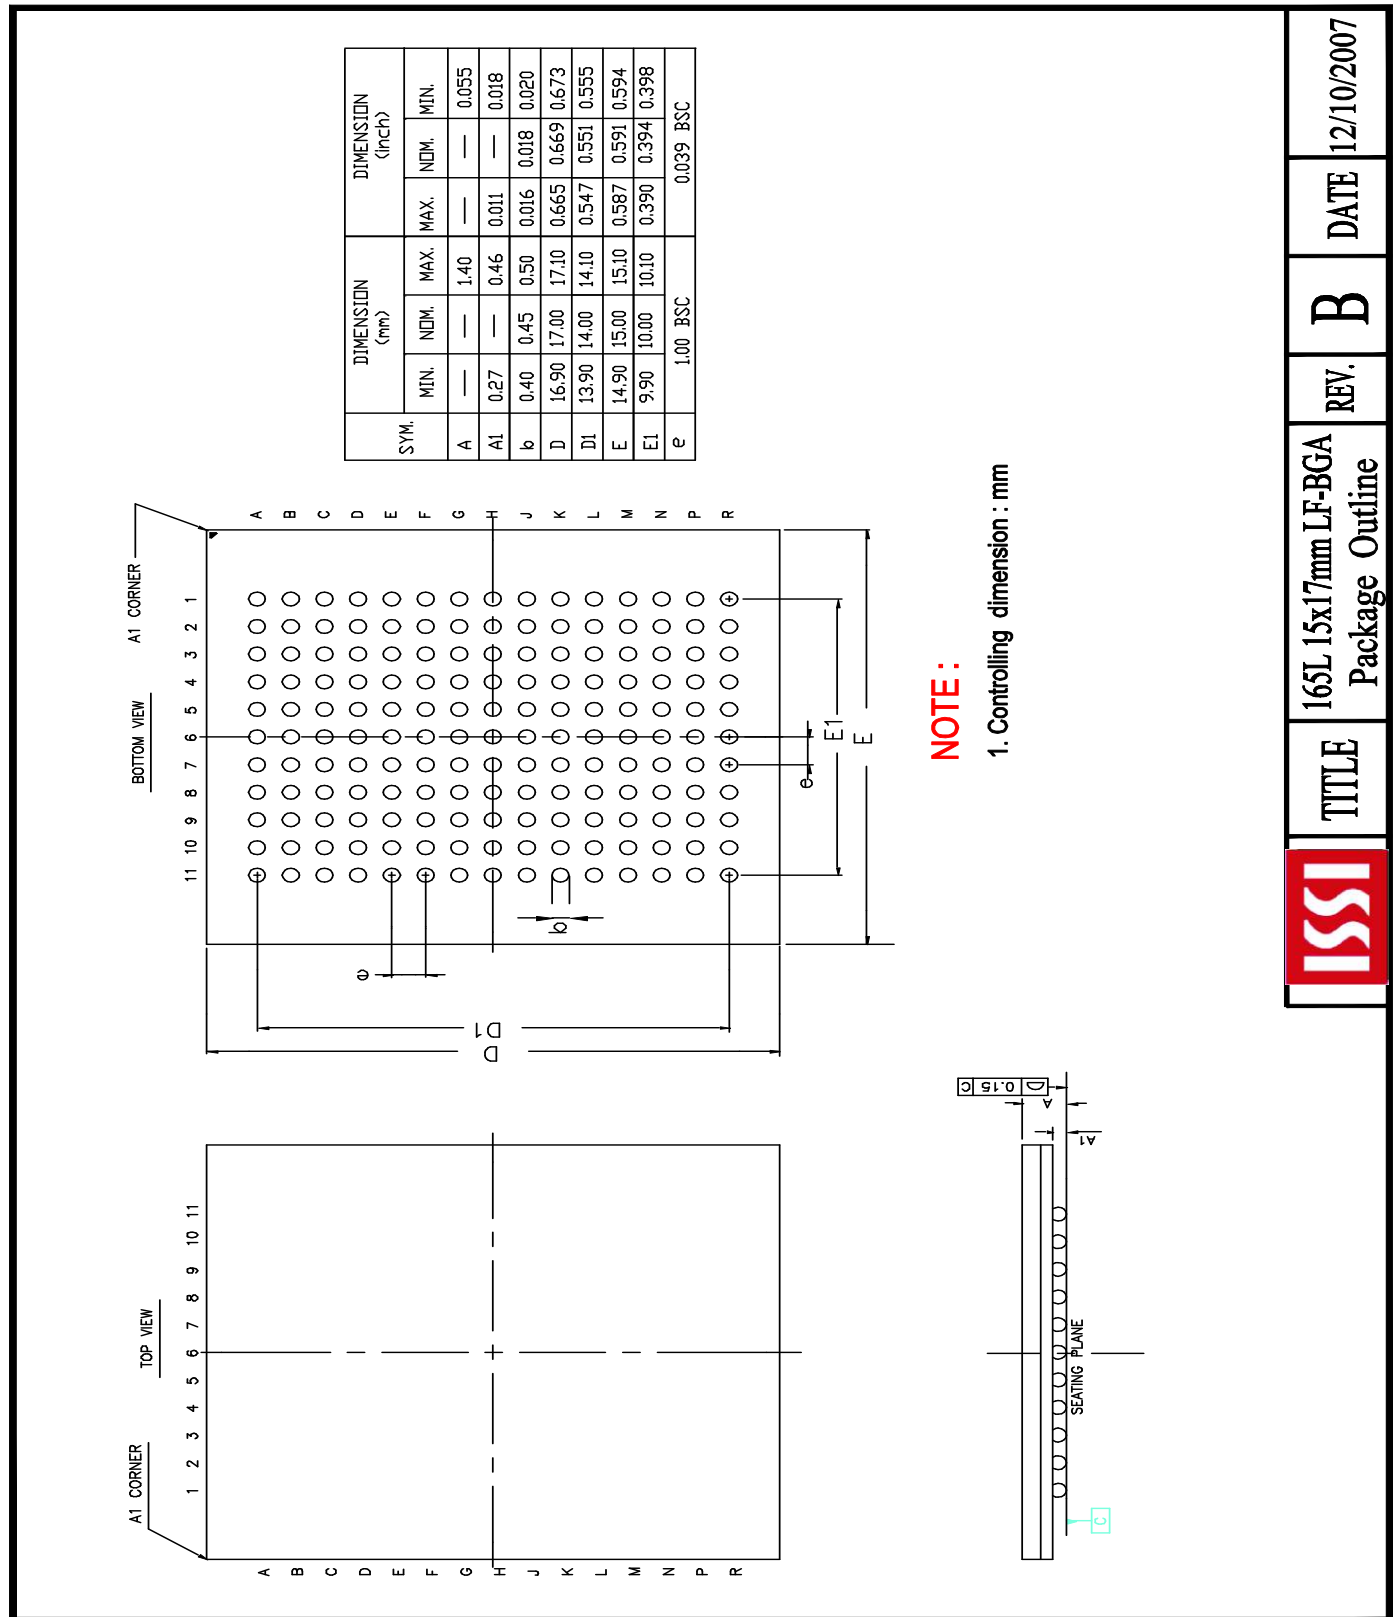 TOP VIEW
A1 CORNER
1 2 3 4 5 6 7 8 9 10 11
A
B
C
D
E
F
G
H
J
K
L
M
N
P
R
BOTTOM VIEW
A1 CORNER
11 10 9 8 7 6 5 4 3 2 1
A
B
C
D
E
F
G
H
J
K
L
M
N
P
R
D
D1
e
b
e
E1
E
SYM. DIMENSION (mm) DIMENSION (inch)
MIN. NOM. MAX. MAX. NOM. MIN.
A — — 1.40 — — 0.055
A1 0.27 — 0.46 0.011 — 0.018
b 0.40 0.45 0.50 0.016 0.018 0.020
D 16.90 17.00 17.10 0.665 0.669 0.673
D1 13.90 14.00 14.10 0.547 0.551 0.555
E 14.90 15.00 15.10 0.587 0.591 0.594
E1 9.90 10.00 10.10 0.390 0.394 0.398
e 1.00 BSC 0.039 BSC
D 0.15 C
A
A1
SEATING PLANE
C
NOTE :
1. Controlling dimension : mm
ISSI
TITLE
165L 15x17mm LF-BGA
Package Outline
REV.
B
DATE
12/10/2007